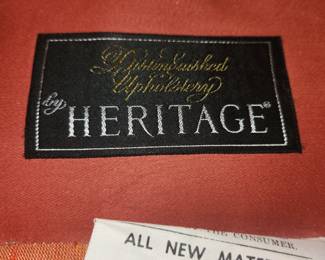 Distinguished
Upholstery
by HERITAGE®
THE CONSUMER.
ALL NEW MATE